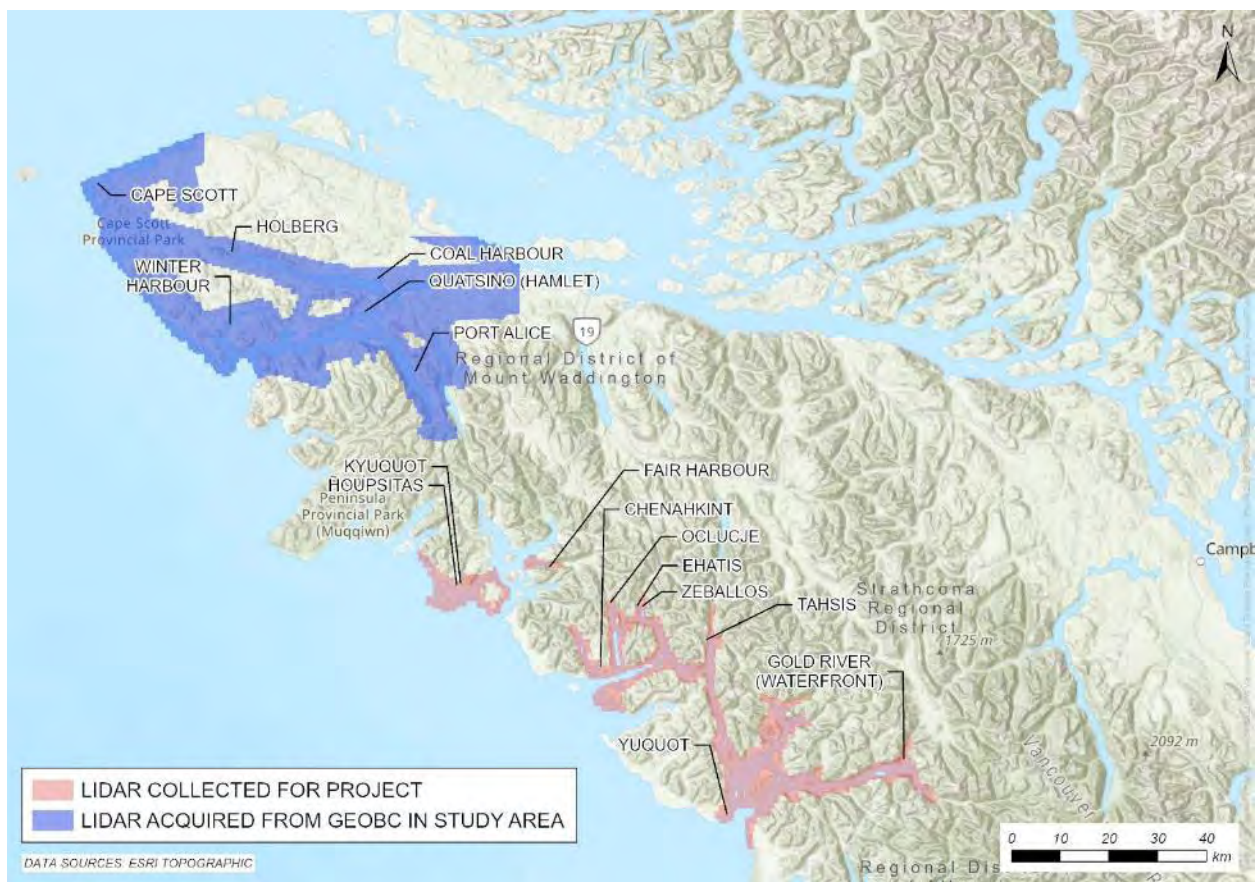 N
CAPE SCOTT
Cape Scott
Provincial Park
HOLBERG
WINTER
HARBOUR
COAL HARBOUR
QUATSINO (HAMLET)
PORT ALICE
19
Regional District of
Mount Waddington
KYUQUOT
HOUPSITAS
Peninsula
Provincial Park
(Muqqiwn)
FAIR HARBOUR
CHENAHKINT
OCLUCJE
EHATIS
ZEBALLOS
TAHSIS
Campb
Strathcona
Regional
District
1725 m
GOLD RIVER
(WATERFRONT)
YUQUOT
Vancouver
2092 m
LIDAR COLLECTED FOR PROJECT
LIDAR ACQUIRED FROM GEOBC IN STUDY AREA
0 10 20 30 40
km
Regional Dis
DATA SOURCES: ESRI TOPOGRAPHIC